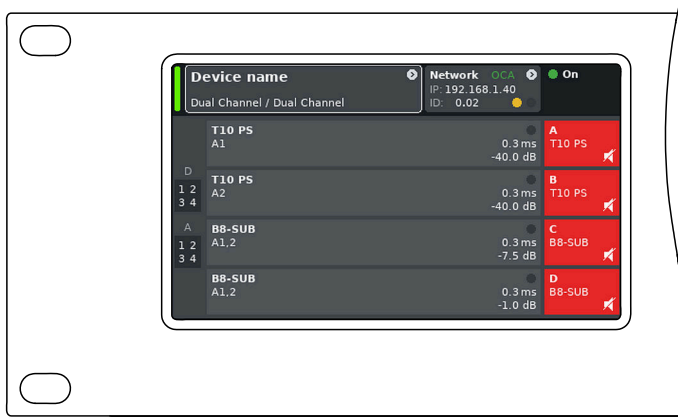 Device name
Dual Channel / Dual Channel
Network OCA
IP: 192.168.1.40
ID: 0.02
On
D
1 2
3 4
A
1 2
3 4
T10 PS
A1
0.3 ms
-40.0 dB
A
T10 PS
T10 PS
A2
0.3 ms
-40.0 dB
B
T10 PS
B8-SUB
A1,2
0.3 ms
-7.5 dB
C
B8-SUB
B8-SUB
A1,2
0.3 ms
-1.0 dB
D
B8-SUB